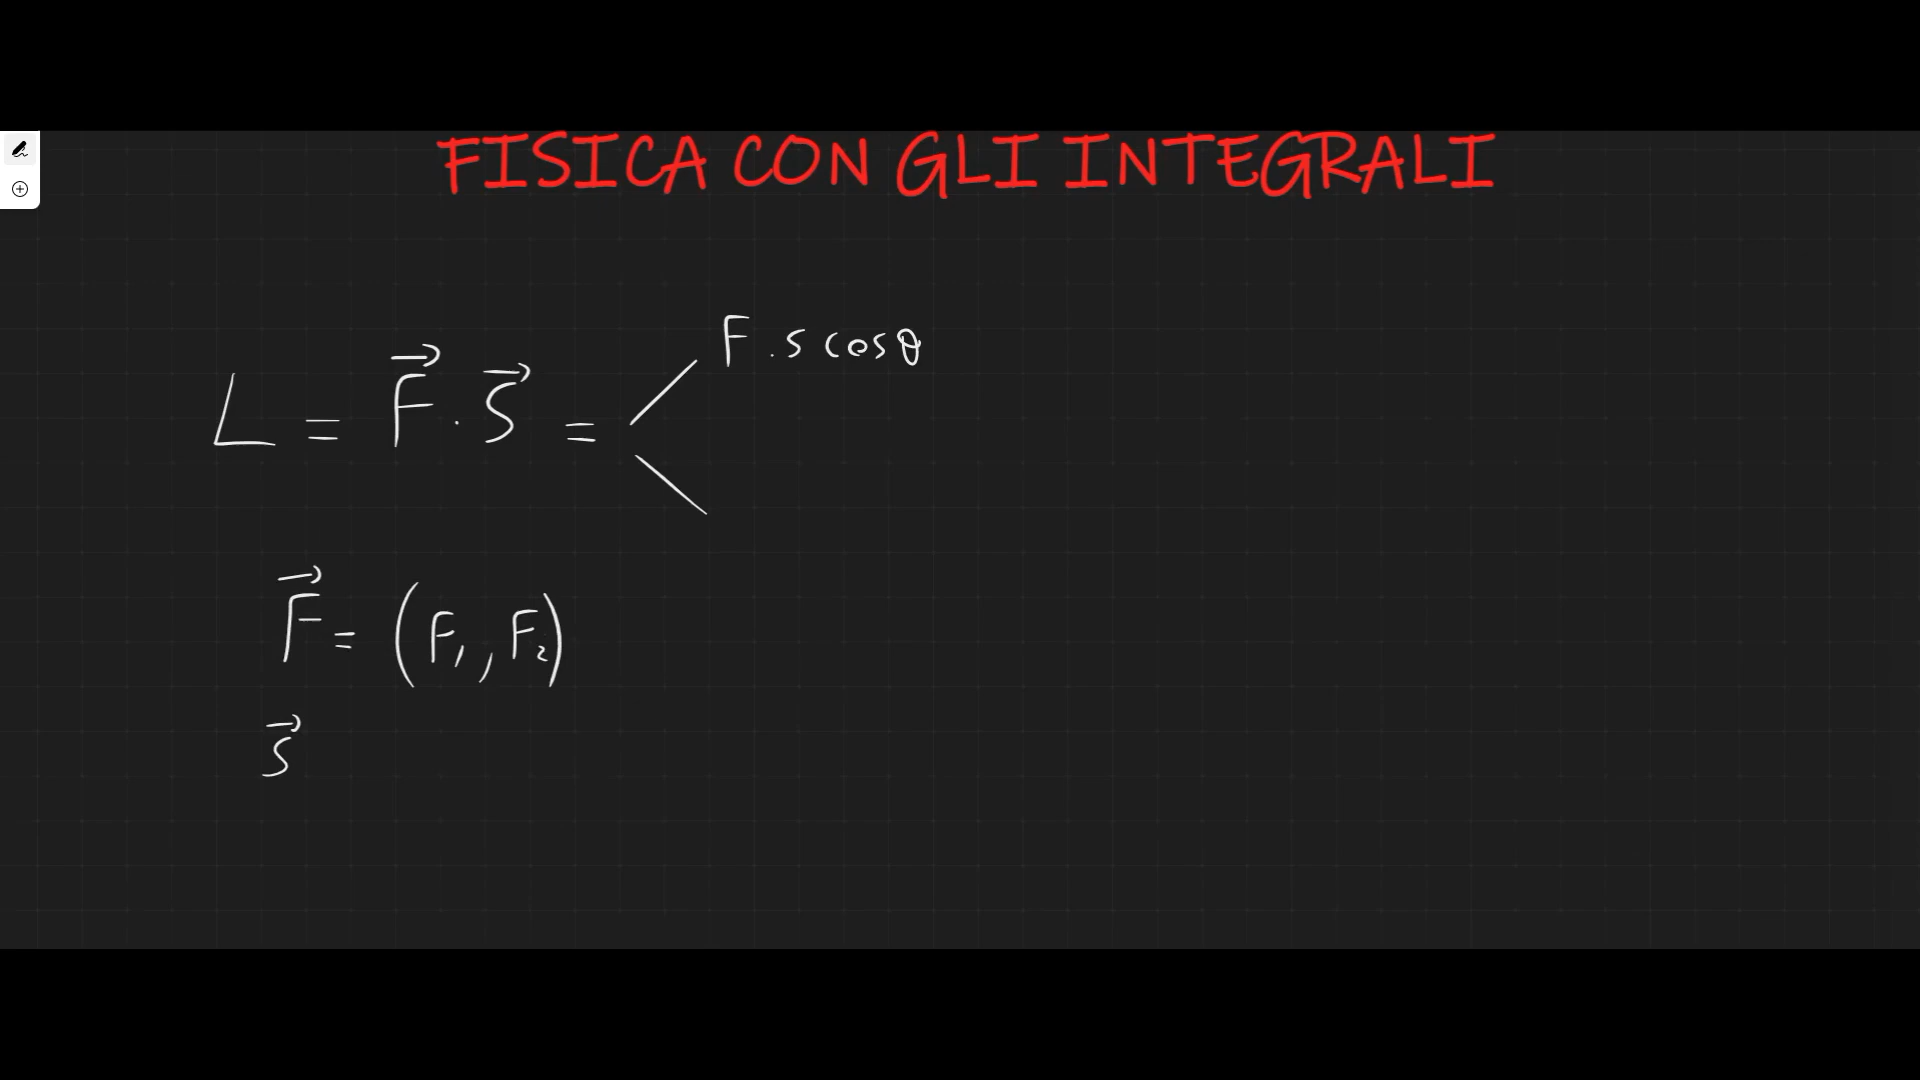 FISICA CON GLI INTEGRALI
F · s cosθ
L = F⃗ · s⃗ =
F⃗ = (F₁, F₂)
s⃗